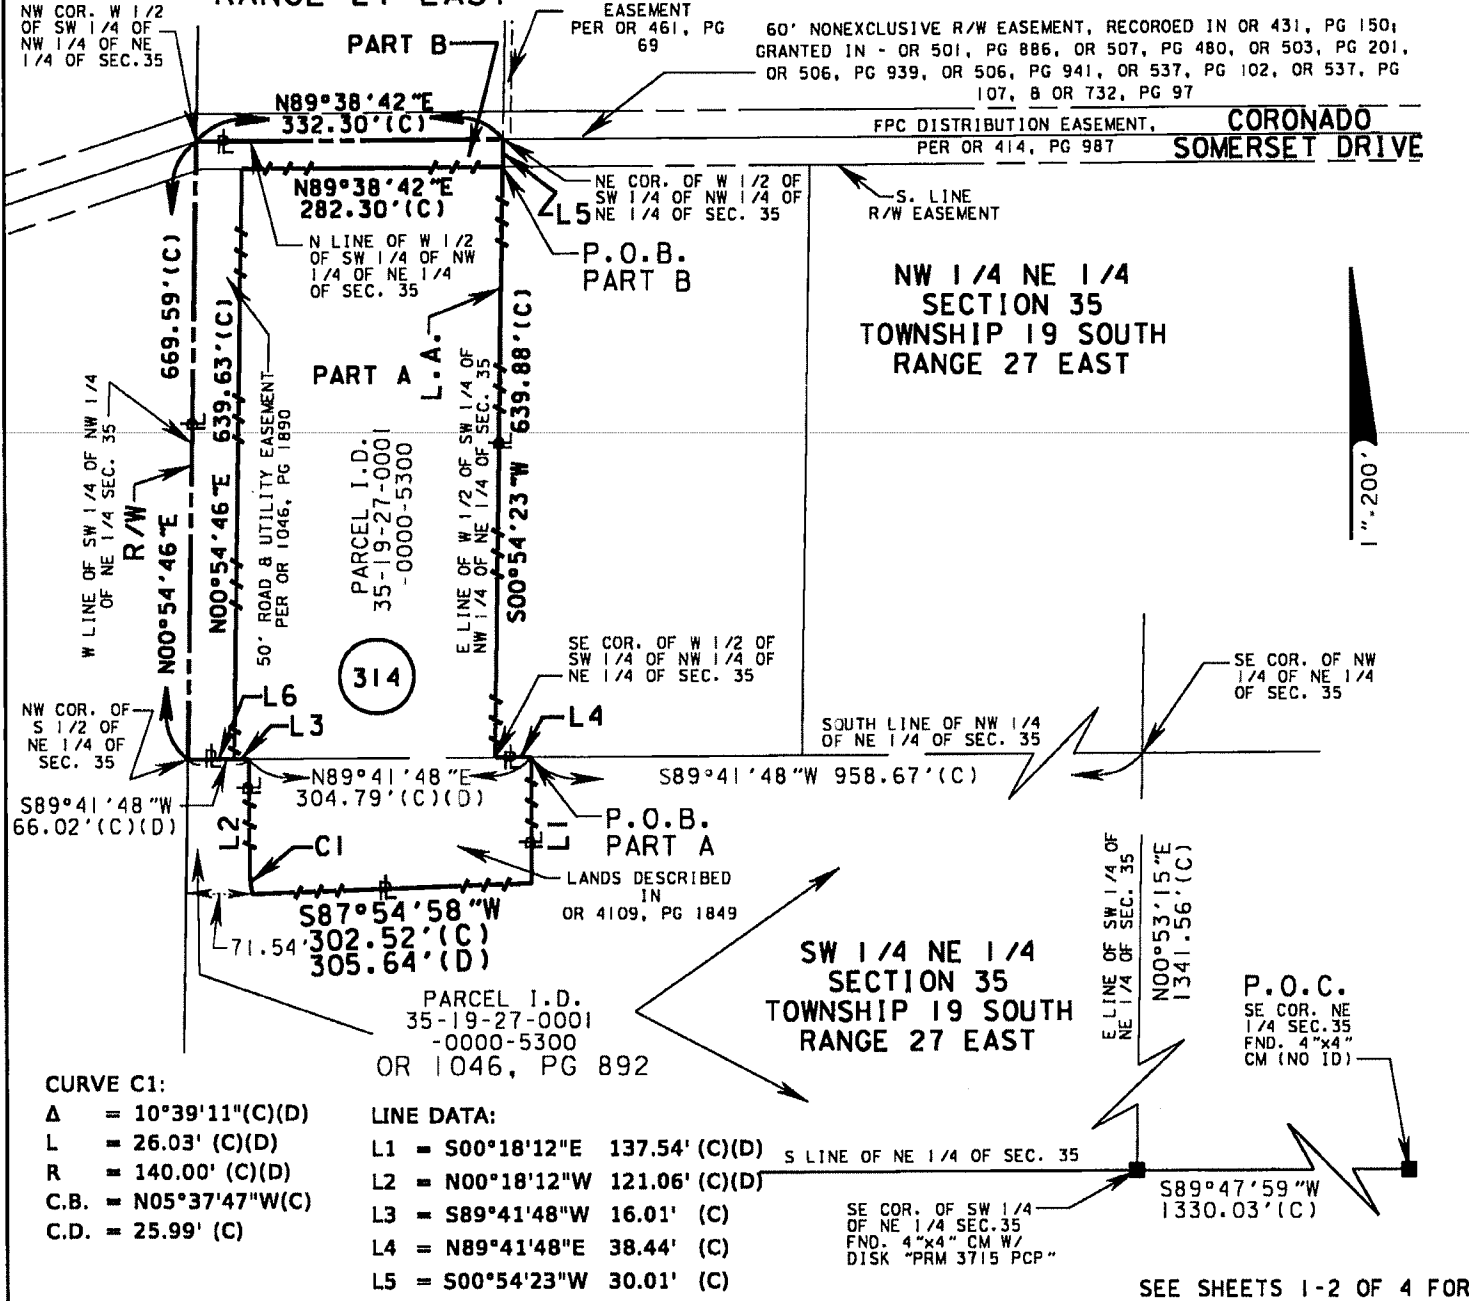 RANGE 27 EAST
NW COR. W 1/2
OF SW 1/4 OF
NW 1/4 OF NE
1/4 OF SEC.35
PART B
EASEMENT
PER OR 461, PG
69
60' NONEXCLUSIVE R/W EASEMENT, RECOROED IN OR 431, PG 150;
GRANTED IN - OR 501, PG 886, OR 507, PG 480, OR 503, PG 201,
OR 506, PG 939, OR 506, PG 941, OR 537, PG 102, OR 537, PG
107, & OR 732, PG 97
N89°38'42"E
332.30'(C)
FPC DISTRIBUTION EASEMENT,
PER OR 414, PG 987
CORONADO
SOMERSET DRIVE
N89°38'42"E
282.30'(C)
L5
NE COR. OF W 1/2 OF
SW 1/4 OF NW 1/4 OF
NE 1/4 OF SEC. 35
S. LINE
R/W EASEMENT
N LINE OF W 1/2
OF SW 1/4 OF NW
1/4 OF NE 1/4
OF SEC. 35
P.O.B.
PART B
NW 1/4 NE 1/4
SECTION 35
TOWNSHIP 19 SOUTH
RANGE 27 EAST
669.59'(C)
N00°54'46"E
N00°54'46"E 639.63'(C)
PART A
L.A.
S00°54'23"W 639.88'(C)
W LINE OF SW 1/4 OF NW 1/4
OF NE 1/4 OF SEC. 35
R/W
50' ROAD & UTILITY EASEMENT
PER OR 1046, PG 1890
PARCEL I.D.
35-19-27-0001
-0000-5300
E LINE OF W 1/2 OF SW 1/4 OF
NW 1/4 OF NE 1/4 OF SEC. 35
1"=200'
314
SE COR. OF W 1/2 OF
SW 1/4 OF NW 1/4 OF
NE 1/4 OF SEC. 35
SE COR. OF NW
1/4 OF NE 1/4
OF SEC. 35
L6
L3
L4
NW COR. OF
S 1/2 OF
NE 1/4 OF
SEC. 35
SOUTH LINE OF NW 1/4
OF NE 1/4 OF SEC. 35
N89°41'48"E
304.79'(C)(D)
S89°41'48"W 958.67'(C)
S89°41'48"W
66.02'(C)(D)
L2
C1
L1
P.O.B.
PART A
LANDS DESCRIBED
IN
OR 4109, PG 1849
S87°54'58"W
302.52'(C)
305.64'(D)
71.54'
SW 1/4 NE 1/4
SECTION 35
TOWNSHIP 19 SOUTH
RANGE 27 EAST
E LINE OF SW 1/4 OF
NE 1/4 OF SEC. 35
N00°53'15"E
1341.56'(C)
P.O.C.
SE COR. NE
1/4 SEC.35
FND. 4"x4"
CM (NO ID)
PARCEL I.D.
35-19-27-0001
-0000-5300
OR 1046, PG 892
CURVE C1:
Δ = 10°39'11"(C)(D)
L = 26.03' (C)(D)
R = 140.00' (C)(D)
C.B. = N05°37'47"W(C)
C.D. = 25.99' (C)
LINE DATA:
L1 = S00°18'12"E 137.54' (C)(D)
L2 = N00°18'12"W 121.06' (C)(D)
L3 = S89°41'48"W 16.01' (C)
L4 = N89°41'48"E 38.44' (C)
L5 = S00°54'23"W 30.01' (C)
S LINE OF NE 1/4 OF SEC. 35
SE COR. OF SW 1/4
OF NE 1/4 SEC.35
FND. 4"x4" CM W/
DISK "PRM 3715 PCP"
S89°47'59"W
1330.03'(C)
SEE SHEETS 1-2 OF 4 FOR